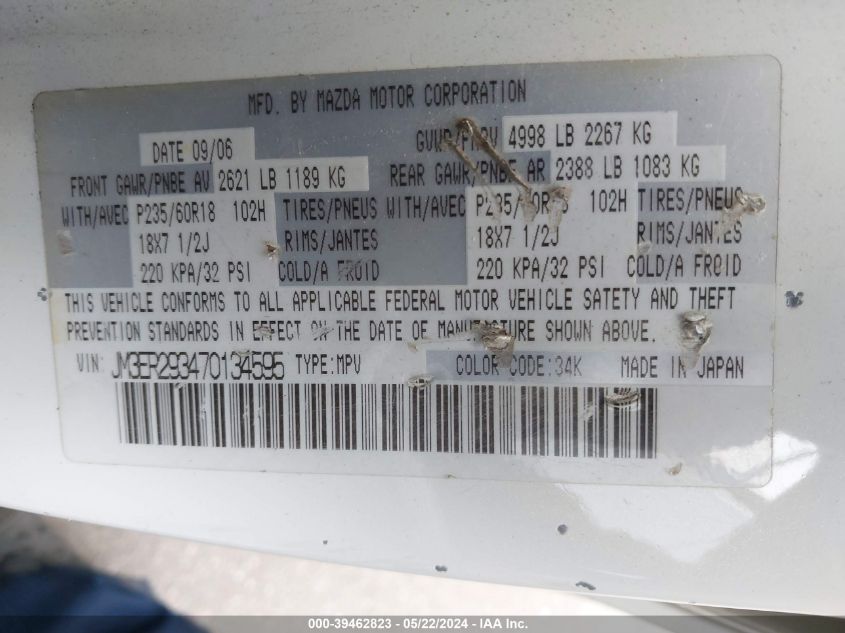 MFD. BY MAZDA MOTOR CORPORATION
DATE 09/06 GVWR/PNBV 4998 LB 2267 KG
FRONT GAWR/PNBE AV 2621 LB 1189 KG REAR GAWR/PNBE AR 2388 LB 1083 KG
WITH/AVEC P235/60R18 102H TIRES/PNEUS WITH/AVEC P235/60R18 102H TIRES/PNEUS
18X7 1/2J RIMS/JANTES 18X7 1/2J RIMS/JANTES
220 KPA/32 PSI COLD/A FROID 220 KPA/32 PSI COLD/A FROID
THIS VEHICLE CONFORMS TO ALL APPLICABLE FEDERAL MOTOR VEHICLE SAFETY AND THEFT
PREVENTION STANDARDS IN EFFECT ON THE DATE OF MANUFACTURE SHOWN ABOVE.
VIN: JM3ER293470134595 TYPE:MPV COLOR CODE:34K MADE IN JAPAN
000-39462823 - 05/22/2024 - IAA Inc.